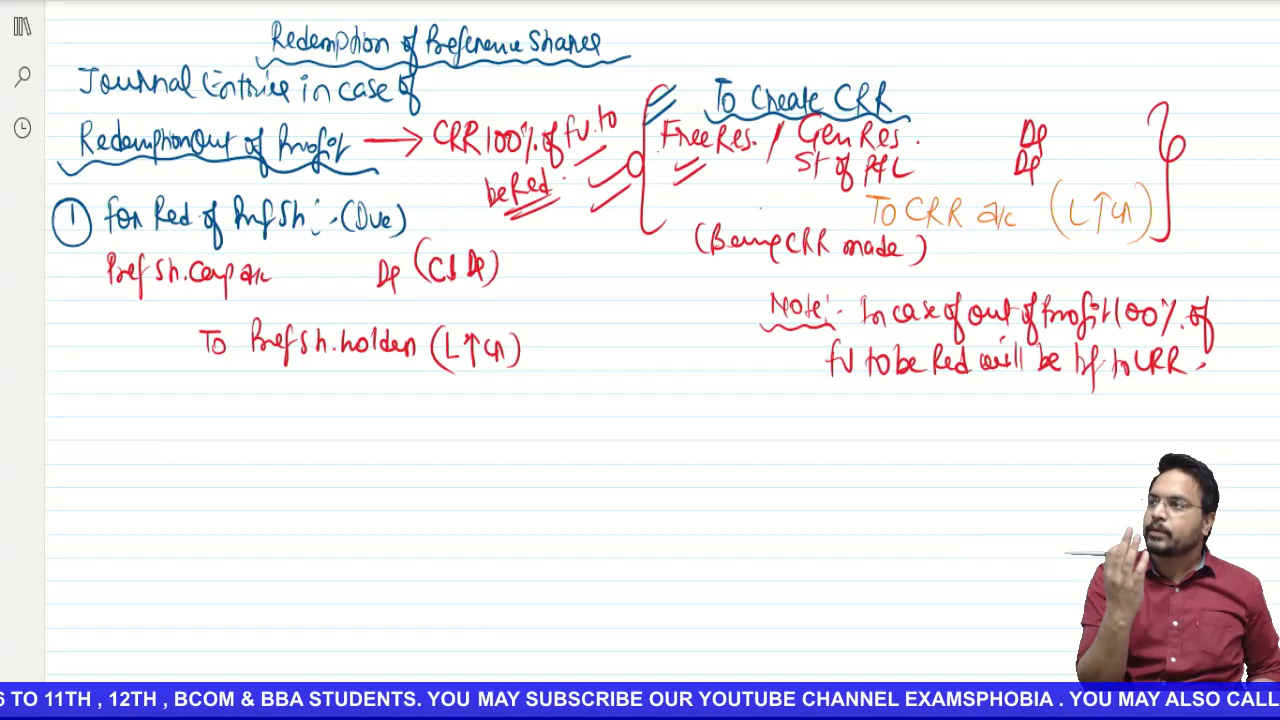 Redemption of Preference Shares
Journal Entries in case of
Redemption Out of Profit → CRR 100% of FV. to
be Red.
① For Red of Pref Sh :- (Due)
Pref Sh. Cap a/c Dr (C↓ Dr)
To Pref Sh. holders (L↑Cr)
To Create CRR
Free Res. / Gen Res. Dr
St of P/L Dr
To CRR a/c (L↑Cr)
(Being CRR made)
Note:- In case of out of Profit 100% of
FV to be Red will be tf to CRR.
6 TO 11TH , 12TH , BCOM & BBA STUDENTS. YOU MAY SUBSCRIBE OUR YOUTUBE CHANNEL EXAMSPHOBIA . YOU MAY ALSO CALL